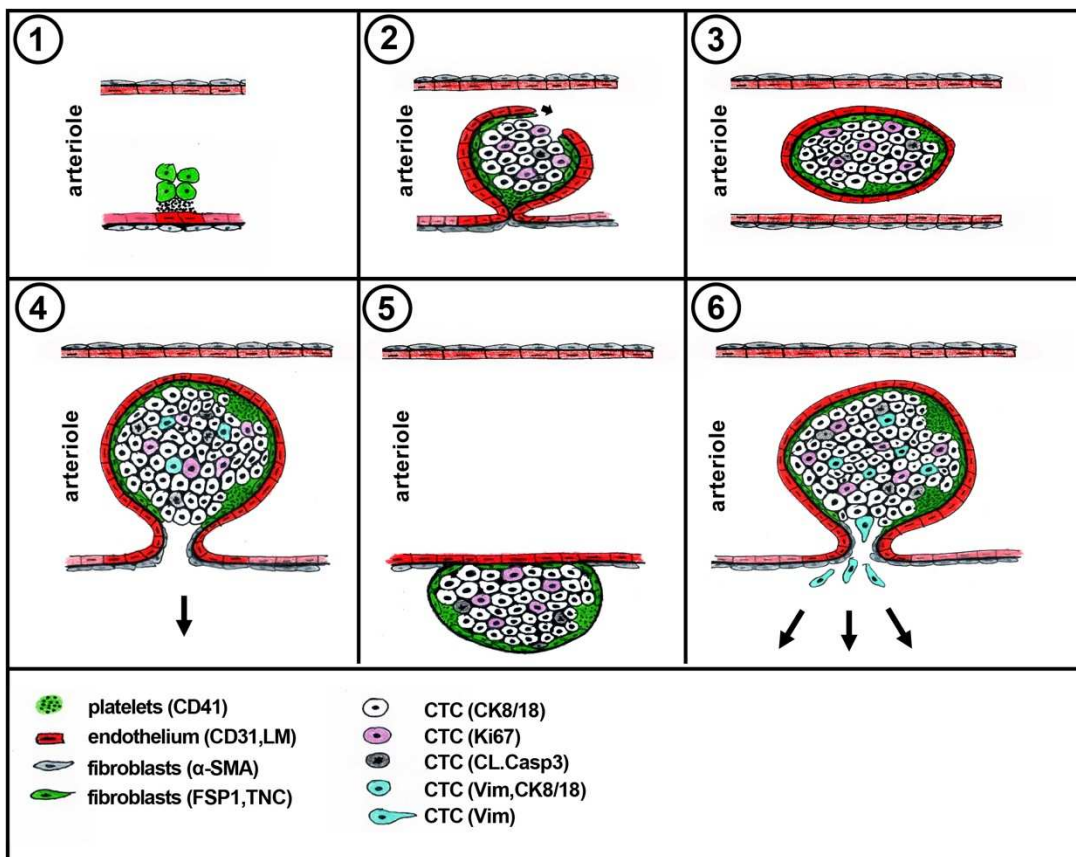 1
2
3
arteriole
arteriole
arteriole
4
5
6
arteriole
arteriole
arteriole
platelets (CD41)
endothelium (CD31,LM)
fibroblasts (α-SMA)
fibroblasts (FSP1,TNC)
CTC (CK8/18)
CTC (Ki67)
CTC (CL.Casp3)
CTC (Vim,CK8/18)
CTC (Vim)